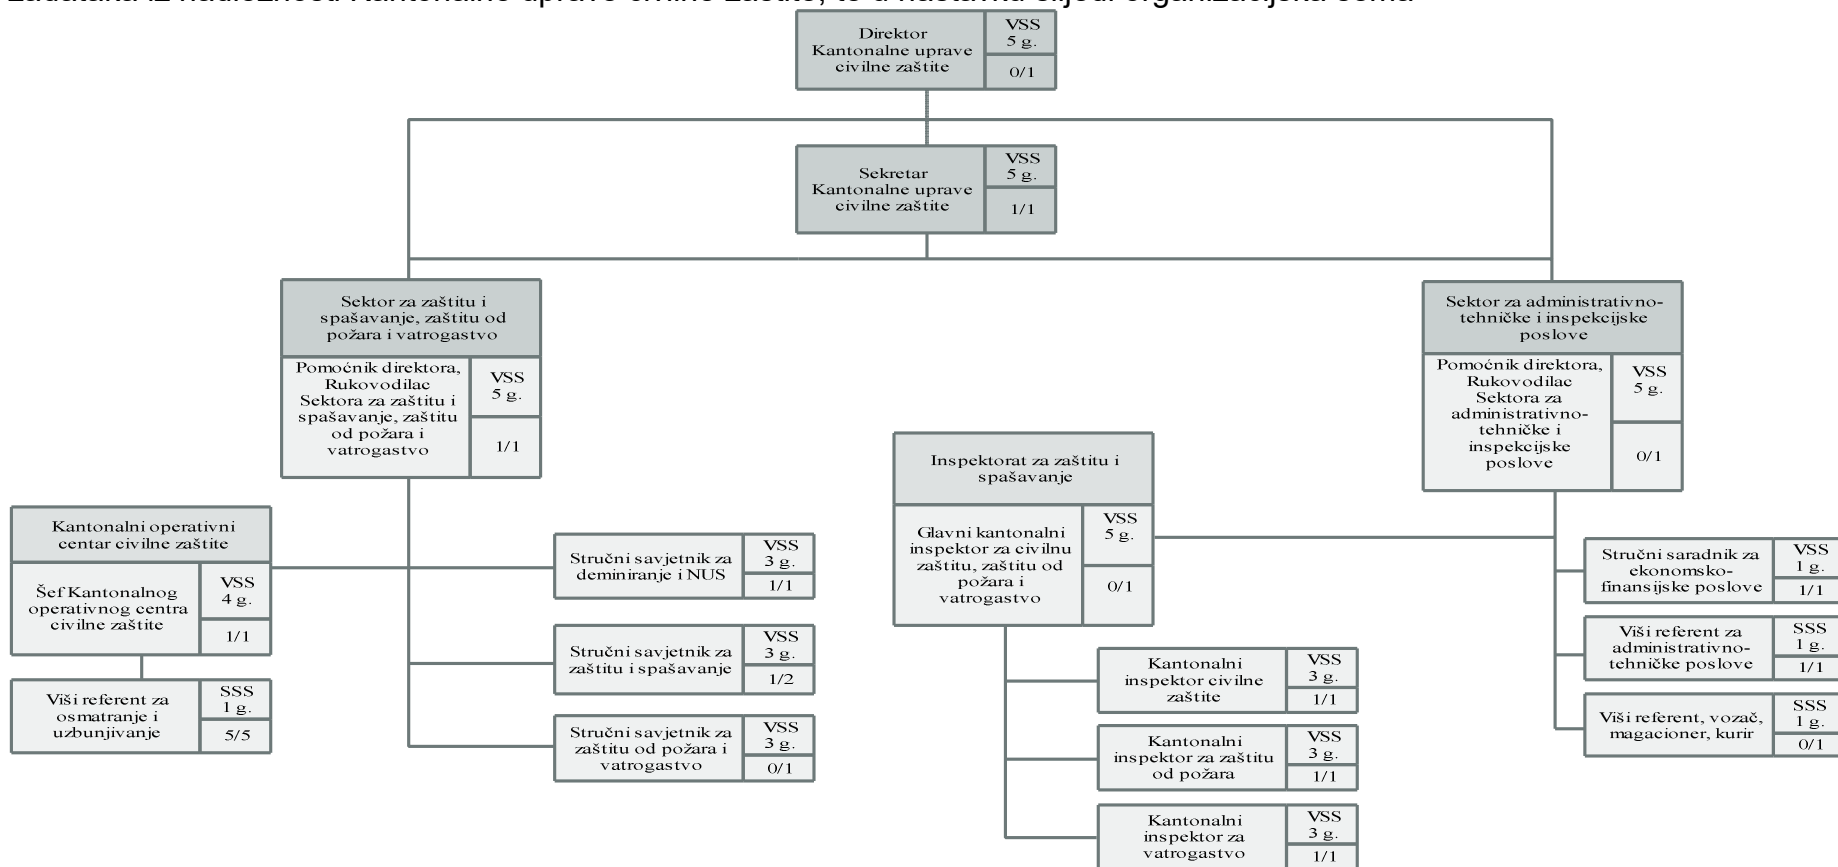 Direktor
Kantonalne uprave
civilne zaštite
VSS
5 g.
0/1
Sekretar
Kantonalne uprave
civilne zaštite
VSS
5 g.
1/1
Sektor za zaštitu i
spašavanje, zaštitu od
požara i vatrogastvo
Pomoćnik direktora,
Rukovodilac
Sektora za zaštitu i
spašavanje, zaštitu
od požara i
vatrogastvo
VSS
5 g.
1/1
Sektor za administrativno-
tehničke i inspekcijske
poslove
Pomoćnik direktora,
Rukovodilac
Sektora za
administrativno-
tehničke i
inspekcijske
poslove
VSS
5 g.
0/1
Inspektorat za zaštitu i
spašavanje
Glavni kantonalni
inspektor za civilnu
zaštitu, zaštitu od
požara i
vatrogastvo
VSS
5 g.
0/1
Kantonalni operativni
centar civilne zaštite
Šef Kantonalnog
operativnog centra
civilne zaštite
VSS
4 g.
1/1
Viši referent za
osmatranje i
uzbunjivanje
SSS
1 g.
5/5
Stručni savjetnik za
deminiranje i NUS
VSS
3 g.
1/1
Stručni savjetnik za
zaštitu i spašavanje
VSS
3 g.
1/2
Stručni savjetnik za
zaštitu od požara i
vatrogastvo
VSS
3 g.
0/1
Kantonalni
inspektor civilne
zaštite
VSS
3 g.
1/1
Kantonalni
inspektor za zaštitu
od požara
VSS
3 g.
1/1
Kantonalni
inspektor za
vatrogastvo
VSS
3 g.
1/1
Stručni saradnik za
ekonomsko-
finansijske poslove
VSS
1 g.
1/1
Viši referent za
administrativno-
tehničke poslove
SSS
1 g.
1/1
Viši referent, vozač,
magacioner, kurir
SSS
1 g.
0/1